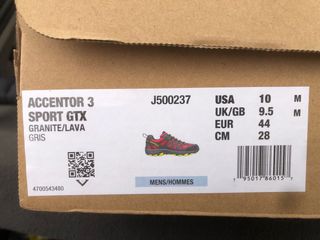 ACCENTOR 3
SPORT GTX
GRANITE/LAVA
GRIS
4700543480
J500237
MENS/HOMMES
USA 10 M
UK/GB 9.5 M
EUR 44
CM 28
195017860157